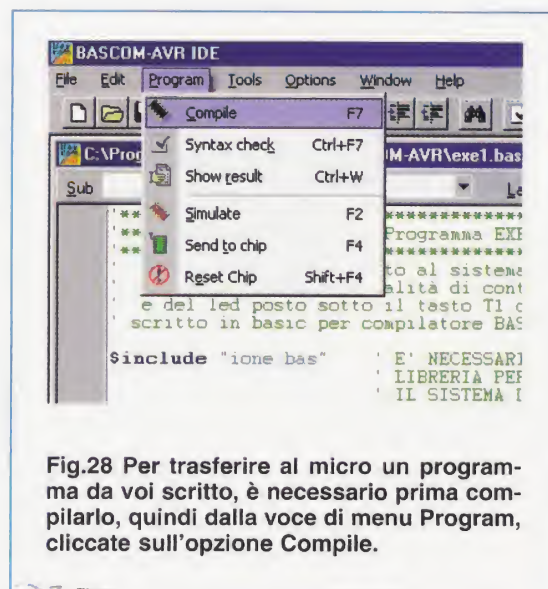 BASCOM-AVR IDE
File Edit Program Tools Options Window Help
Compile F7
Syntax check Ctrl+F7
Show result Ctrl+W
Simulate F2
Send to chip F4
Reset Chip Shift+F4
C:\Prog M-AVR\exe1.bas
Sub
Programma EXE
to al sistema
alità di cont
e del led posto sotto il tasto T1
scritto in basic per compilatore BAS
$include "ione bas" ' E' NECESSARI
' LIBRERIA PER
' IL SISTEMA
Fig.28 Per trasferire al micro un program-
ma da voi scritto, è necessario prima com-
pilarlo, quindi dalla voce di menu Program,
cliccate sull'opzione Compile.